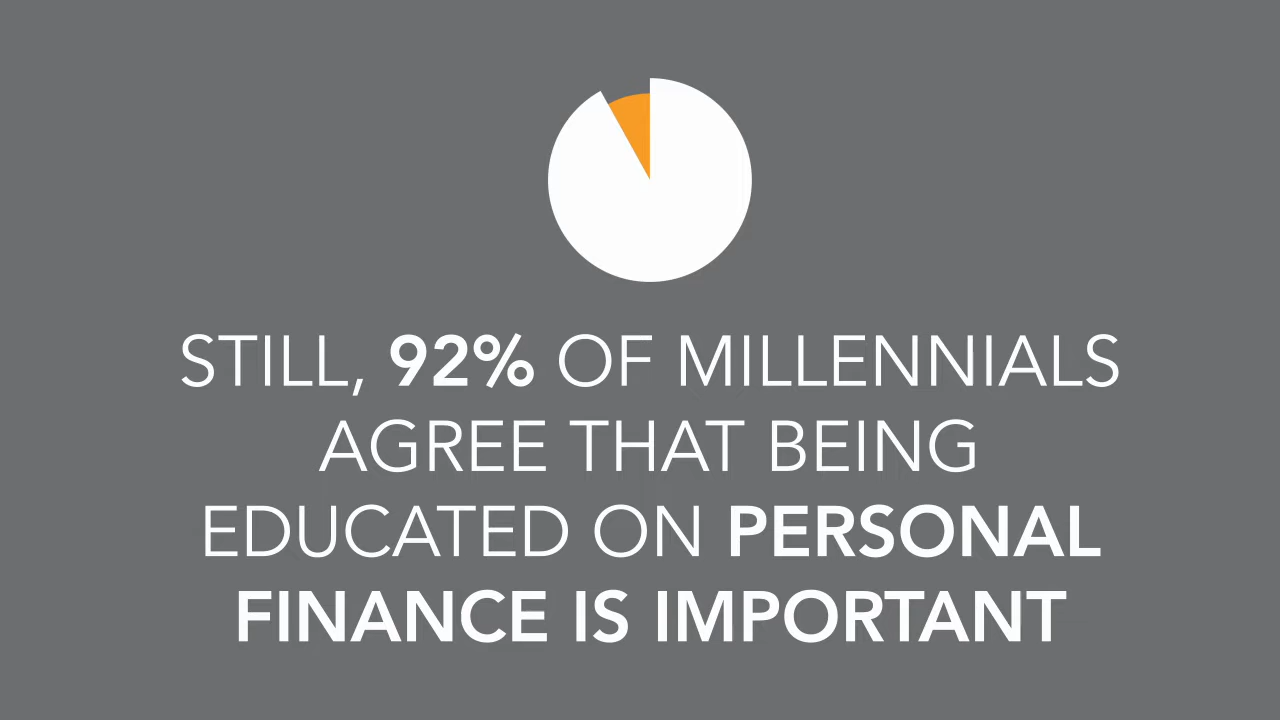 STILL, 92% OF MILLENNIALS
AGREE THAT BEING
EDUCATED ON PERSONAL
FINANCE IS IMPORTANT